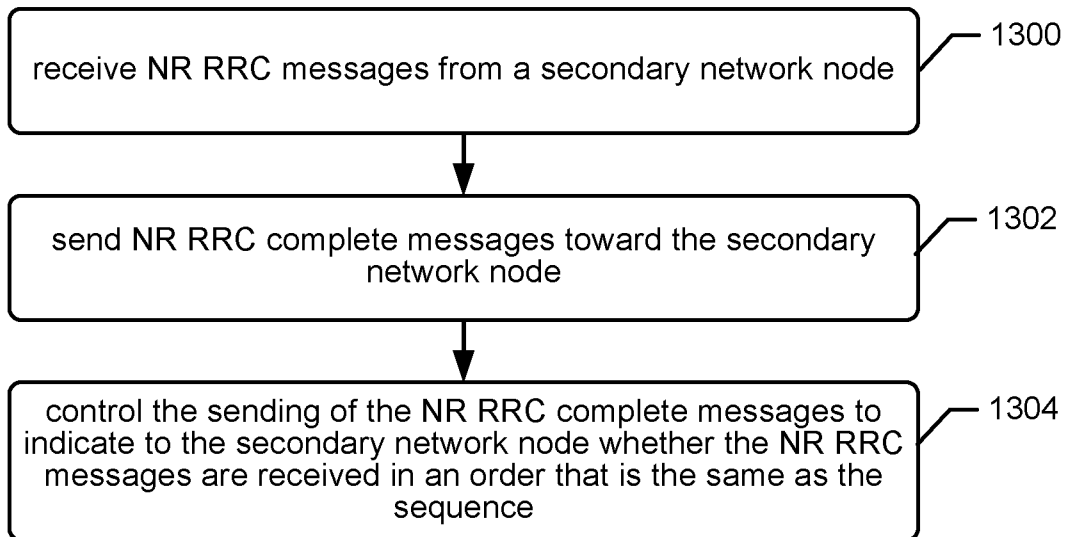 receive NR RRC messages from a secondary network node
1300
send NR RRC complete messages toward the secondary
network node
1302
control the sending of the NR RRC complete messages to
indicate to the secondary network node whether the NR RRC
messages are received in an order that is the same as the
sequence
1304